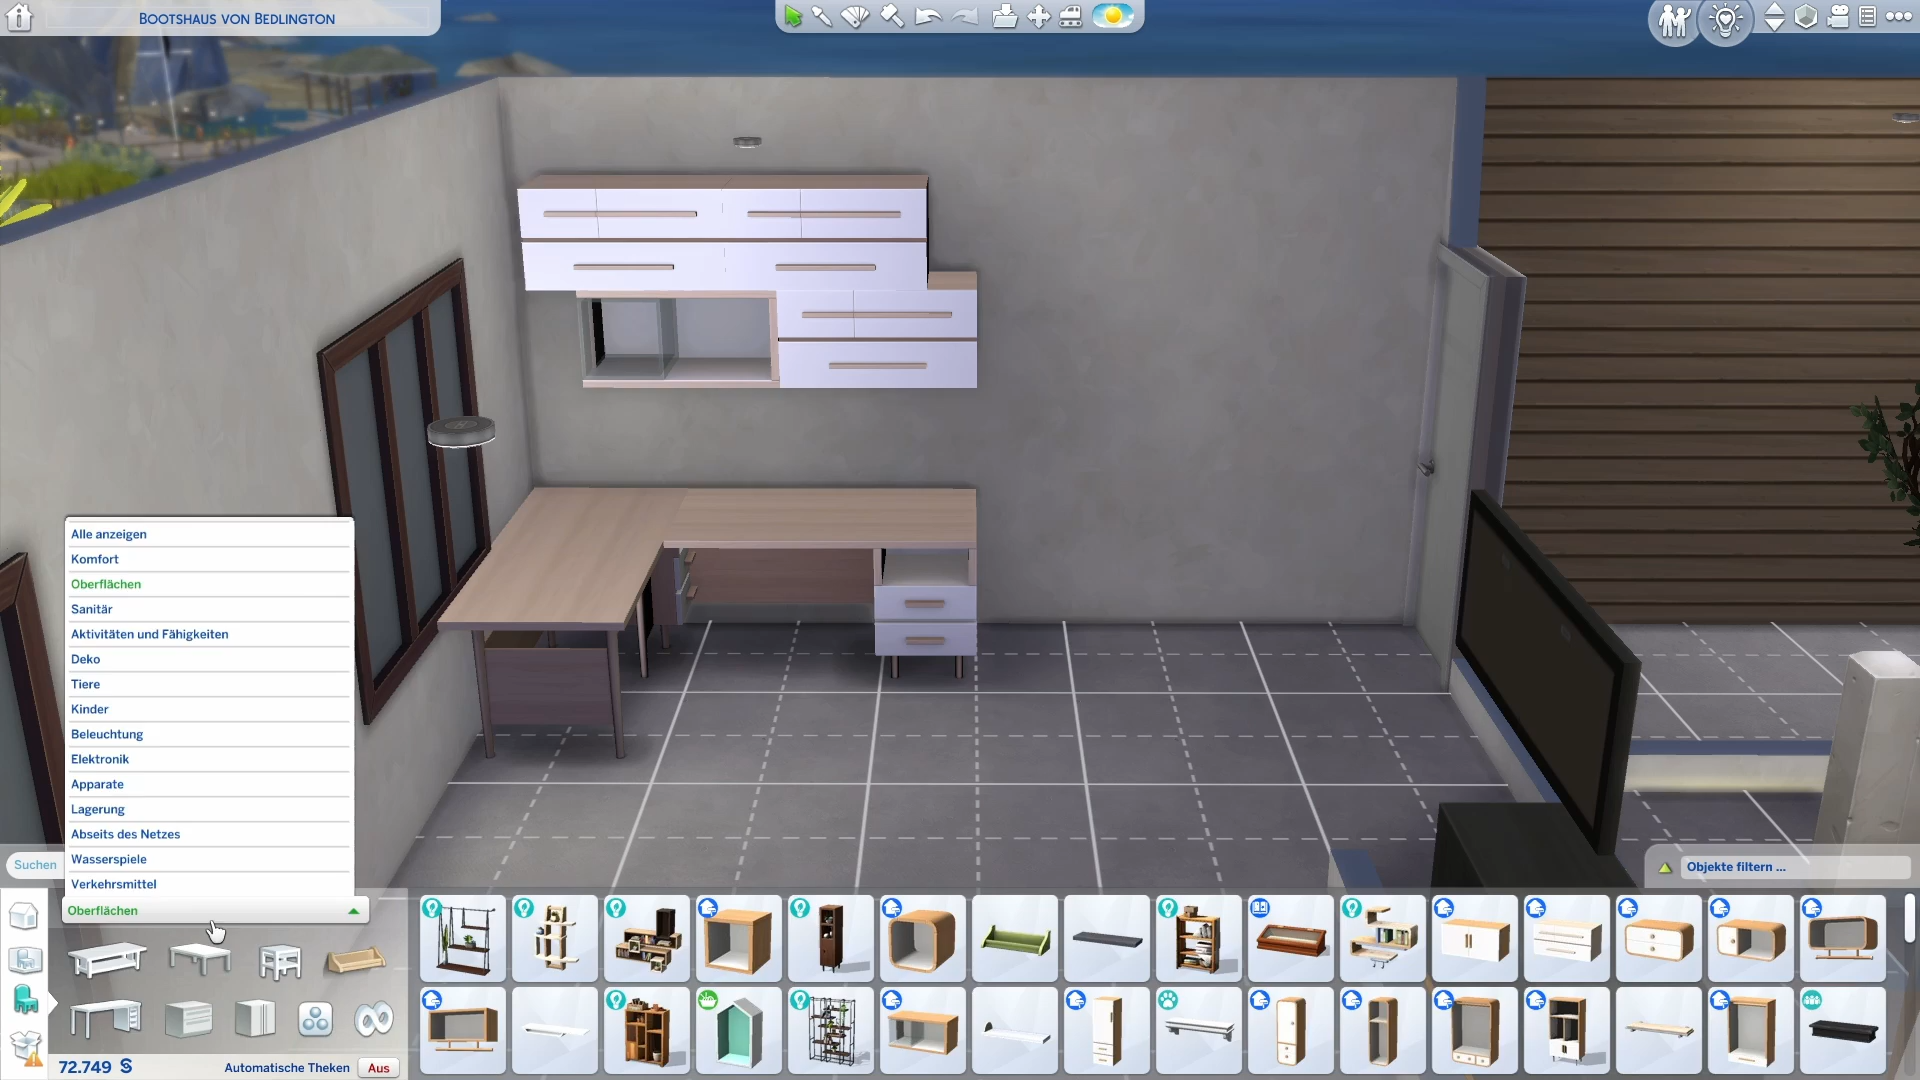 Bootshaus von Bedlington
Alle anzeigen
Komfort
Oberflächen
Sanitär
Aktivitäten und Fähigkeiten
Deko
Tiere
Kinder
Beleuchtung
Elektronik
Apparate
Lagerung
Abseits des Netzes
Wasserspiele
Verkehrsmittel
Suchen
Oberflächen
Objekte filtern ...
72.749
Automatische Theken
Aus